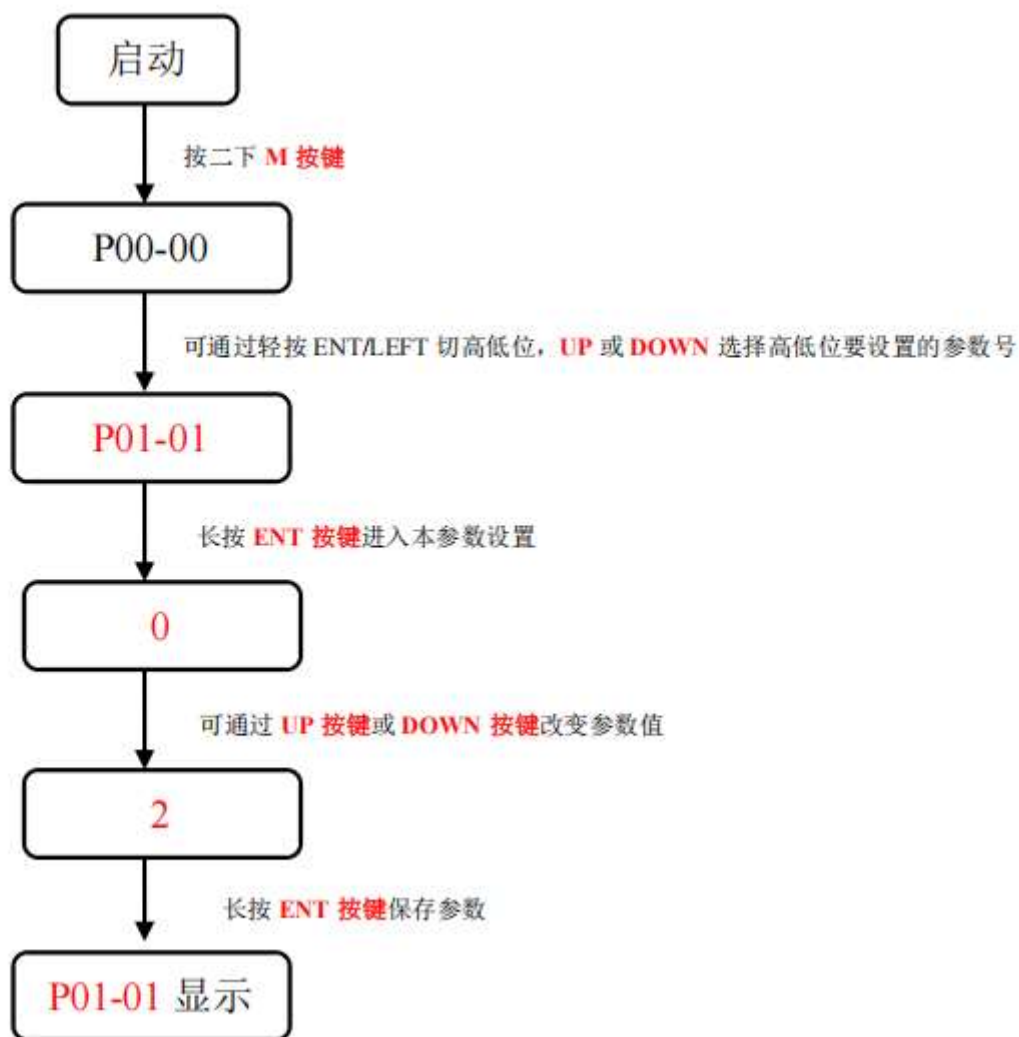 启动
按二下 M 按键
P00-00
可通过轻按 ENT/LEFT 切高低位，UP 或 DOWN 选择高低位要设置的参数号
P01-01
长按 ENT 按键进入本参数设置
0
可通过 UP 按键或 DOWN 按键改变参数值
2
长按 ENT 按键保存参数
P01-01 显示